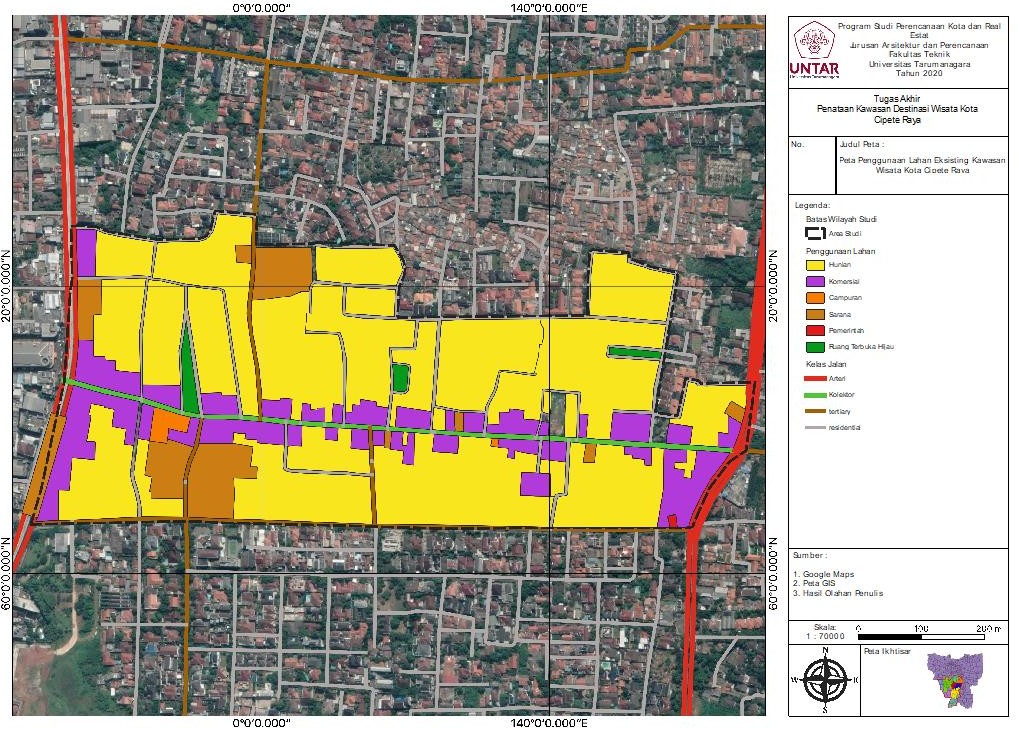 0°0'0.000"
140°0'0.000"E
20°0'0.000"N
60°0'0.000"N
20°0'0.000"N
60°0'0.000"N
0°0'0.000"
140°0'0.000"E
UNTAR
Universitas Tarumanagara
Program Studi Perencanaan Kota dan Real
Estat
Jurusan Arsitektur dan Perencanaan
Fakultas Teknik
Universitas Tarumanagara
Tahun 2020
Tugas Akhir
Penataan Kawasan Destinasi Wisata Kota
Cipete Raya
No.
Judul Peta :
Peta Penggunaan Lahan Eksisting Kawasan
Wisata Kota Cipete Raya
Legenda:
Batas Wilayah Studi
Area Studi
Penggunaan Lahan
Hunian
Komersial
Campuran
Sarana
Pemerintah
Ruang Terbuka Hijau
Kelas Jalan
Arteri
Kolektor
tertiary
residential
Sumber :
1. Google Maps
2. Peta GIS
3. Hasil Olahan Penulis
Skala:
1 : 70000
0 100 200 m
N
W
S
Peta Ikhtisar